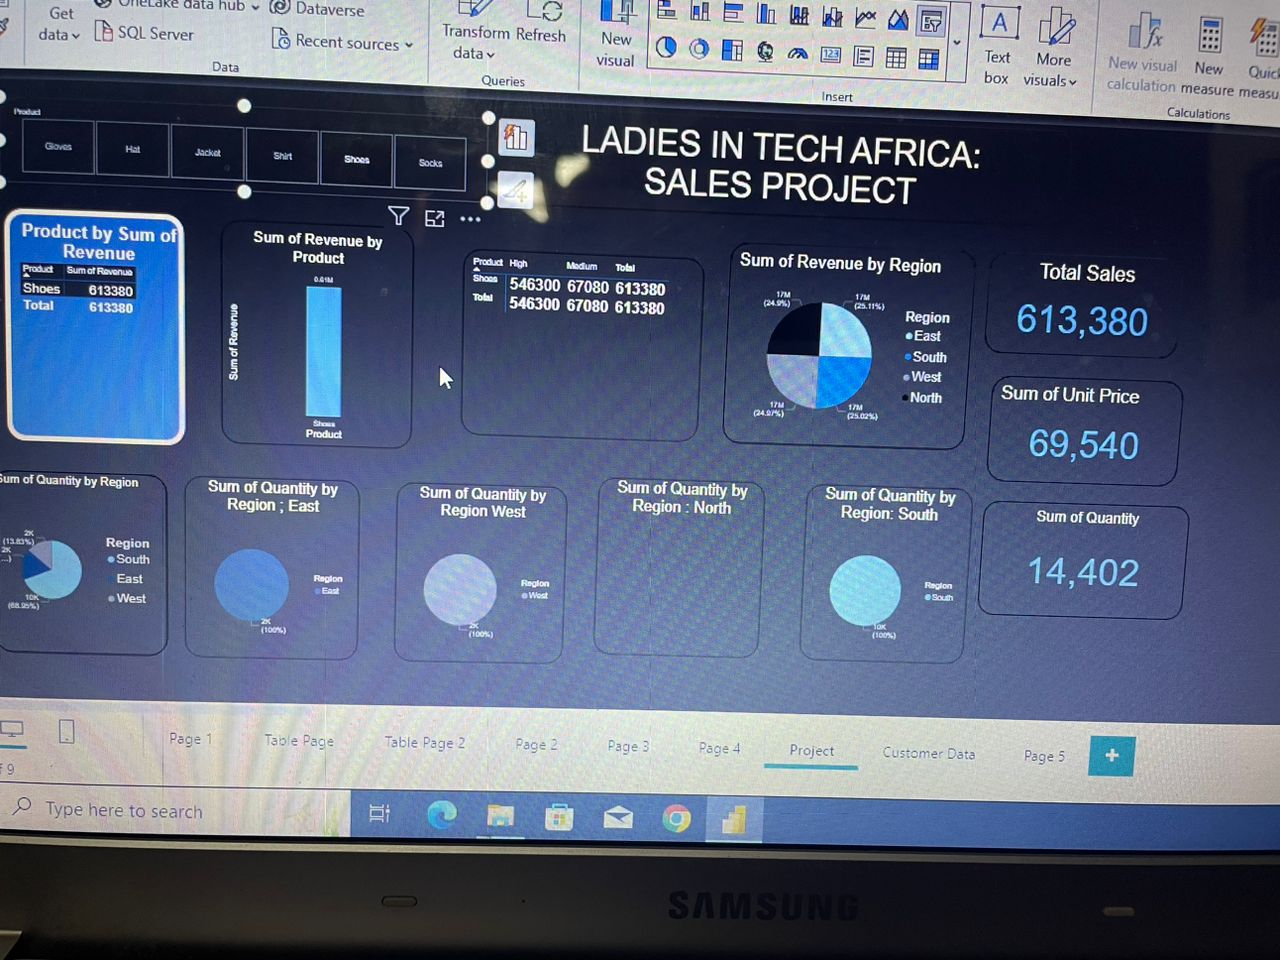 OneLake data hub
Dataverse
Get
data
SQL Server
Recent sources
Data
Transform
data
Refresh
Queries
New
visual
123
Insert
A
Text
box
More
visuals
New visual
calculation
New
measure
Quick
measu
Calculations
Product
Gloves
Hat
Jacket
Shirt
Shoes
Socks
LADIES IN TECH AFRICA:
SALES PROJECT
Product by Sum of
Revenue
Product Sum of Revenue
Shoes 613380
Total 613380
Sum of Revenue by
Product
0.61M
Sum of Revenue
Shoes
Product
Product High Medium Total
Shoes 546300 67080 613380
Total 546300 67080 613380
Sum of Revenue by Region
17M
(24.9%)
17M
(25.11%)
17M
(24.97%)
17M
(25.02%)
Region
East
South
West
North
Total Sales
613,380
Sum of Unit Price
69,540
Sum of Quantity
14,402
Sum of Quantity by Region
2K
(13.83%)
2K
...)
10K
(68.95%)
Region
South
East
West
Sum of Quantity by
Region ; East
2K
(100%)
Region
East
Sum of Quantity by
Region West
2K
(100%)
Region
West
Sum of Quantity by
Region : North
Sum of Quantity by
Region: South
10K
(100%)
Region
South
Page 1
Table Page
Table Page 2
Page 2
Page 3
Page 4
Project
Customer Data
Page 5
+
f 9
Type here to search
SAMSUNG